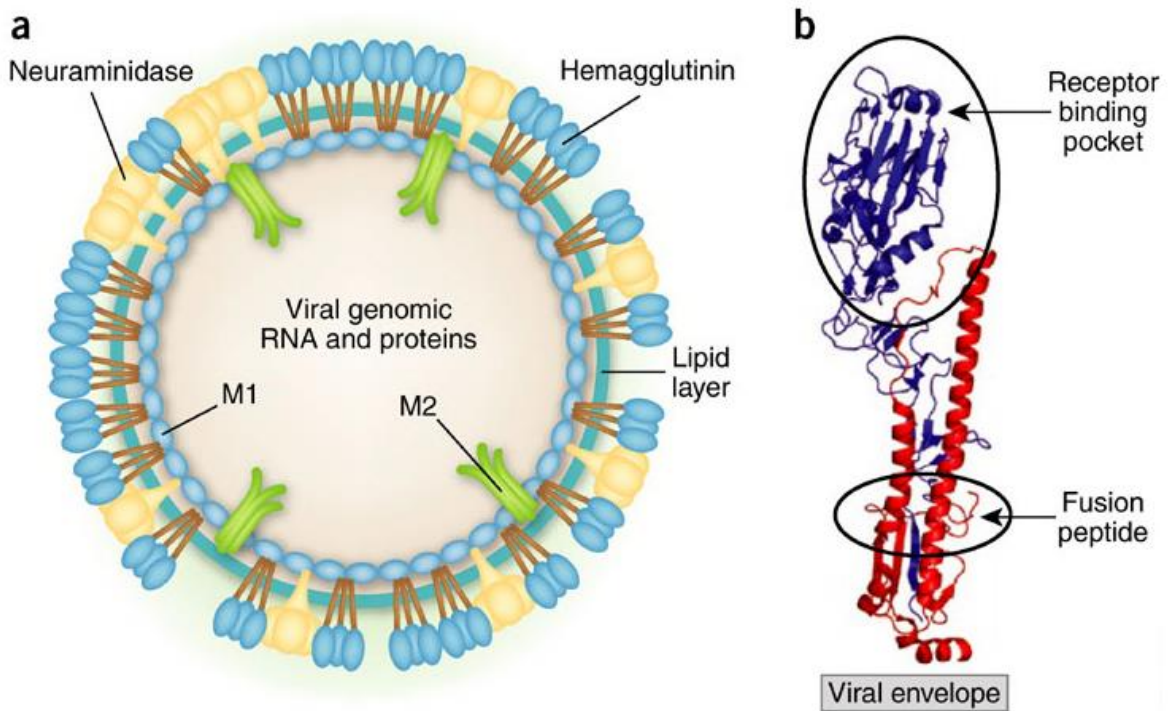 a
Neuraminidase
Hemagglutinin
Viral genomic
RNA and proteins
M1
M2
Lipid
layer
b
Receptor
binding
pocket
Fusion
peptide
Viral envelope